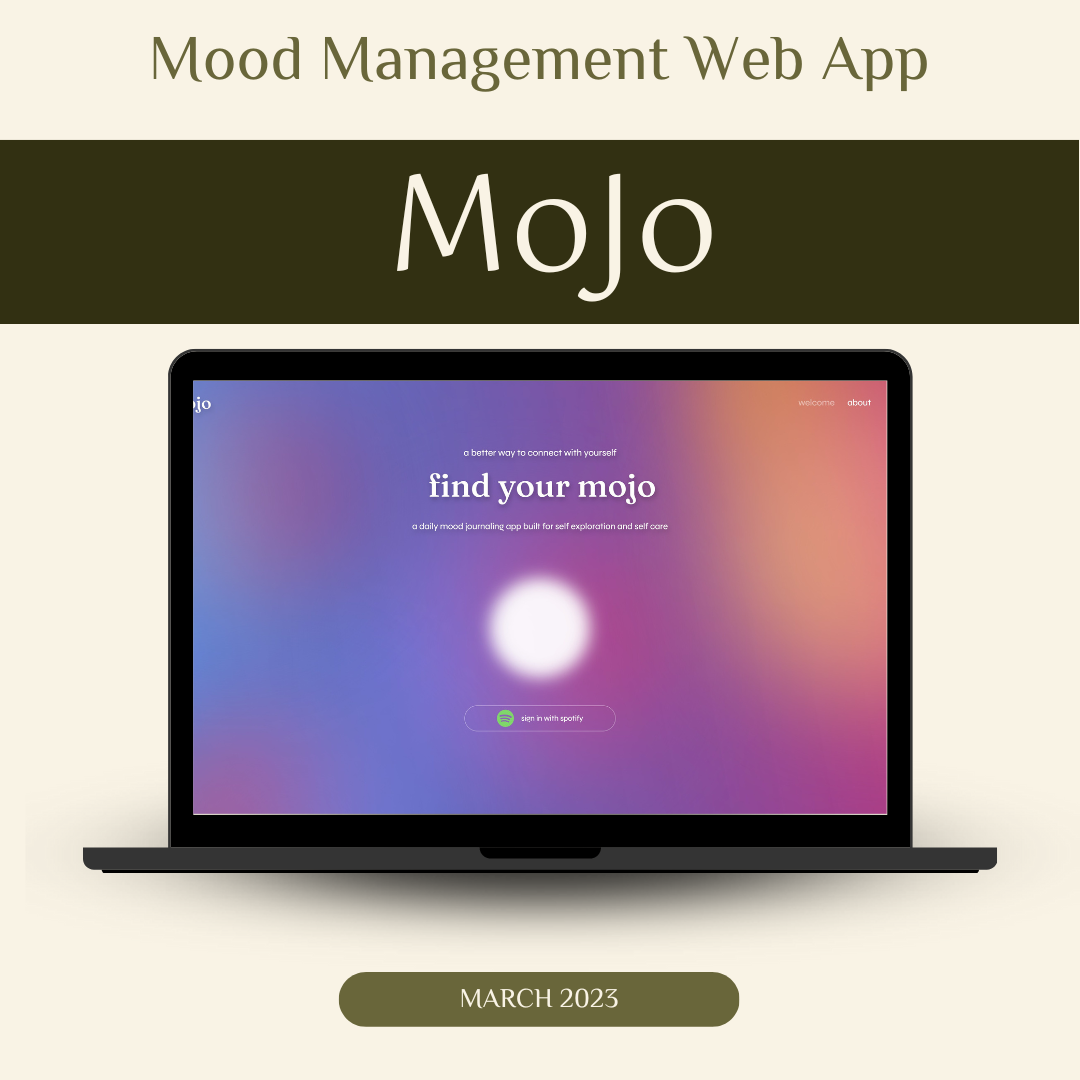 Mood Management Web App
MoJo
ojo
welcome about
a better way to connect with yourself
find your mojo
a daily mood journaling app built for self exploration and self care
sign in with spotify
MARCH 2023